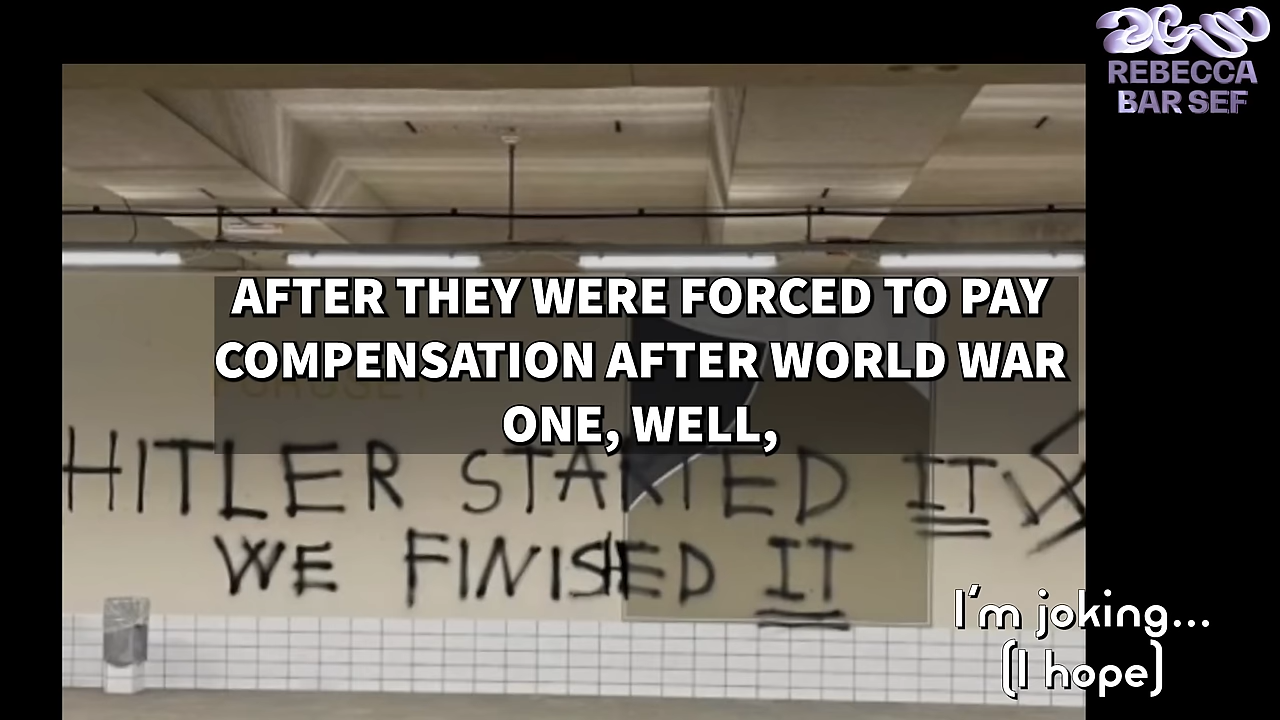 REBECCA
BAR SEF
AFTER THEY WERE FORCED TO PAY
COMPENSATION AFTER WORLD WAR
ONE, WELL,
HITLER STARTED IT
WE FINISHED IT
I'm joking...
(I hope)